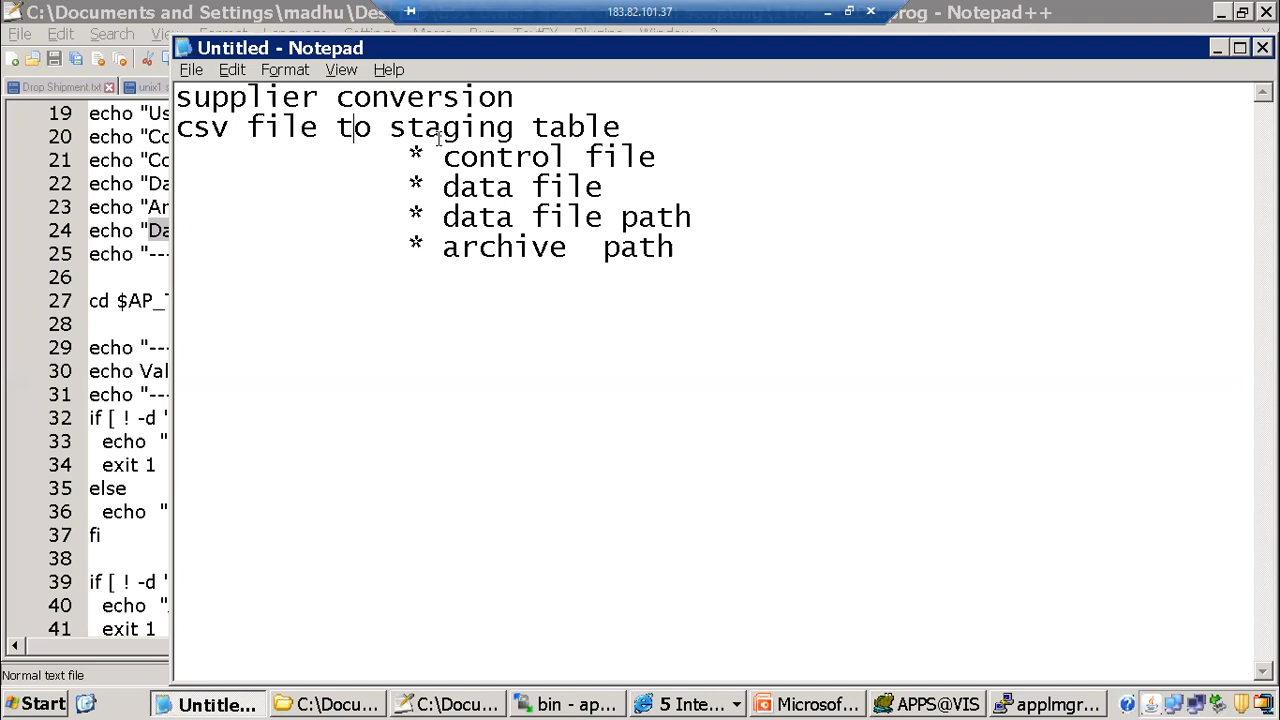 C:\Documents and Settings\madhu\De
183.82.101.37
rog - Notepad++
File Edit Search
Untitled - Notepad
File Edit Format View Help
Drop Shipment.txt unix1 s
supplier conversion
csv file to staging table
* control file
* data file
* data file path
* archive path
19 echo "Us
20 echo "Co
21 echo "Co
22 echo "Da
23 echo "Ar
24 echo "Da
25 echo "---
26
27 cd $AP_T
28
29 echo "---
30 echo Val
31 echo "---
32 if [ ! -d '
33 echo "
34 exit 1
35 else
36 echo "
37 fi
38
39 if [ ! -d '
40 echo "
41 exit 1
Normal text file
Start Untitle... C:\Docu... C:\Docu... bin - ap... 5 Inte... Microsof... APPS@VIS applmgr...